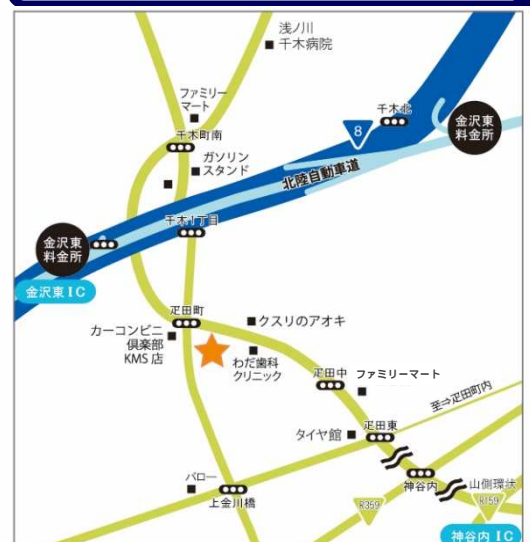 浅ノ川
千木病院
ファミリー
マート
千木町南
ガソリン
スタンド
千木北
8
金沢東
料金所
北陸自動車道
千木1丁目
金沢東
料金所
金沢東IC
疋田町
クスリのアオキ
カーコンビニ
倶楽部
KMS店
わだ歯科
クリニック
疋田中
ファミリーマート
至⇒疋田町内
疋田東
タイヤ館
バロー
上金川橋
神谷内
山側環状
R359
R159
神谷内 IC